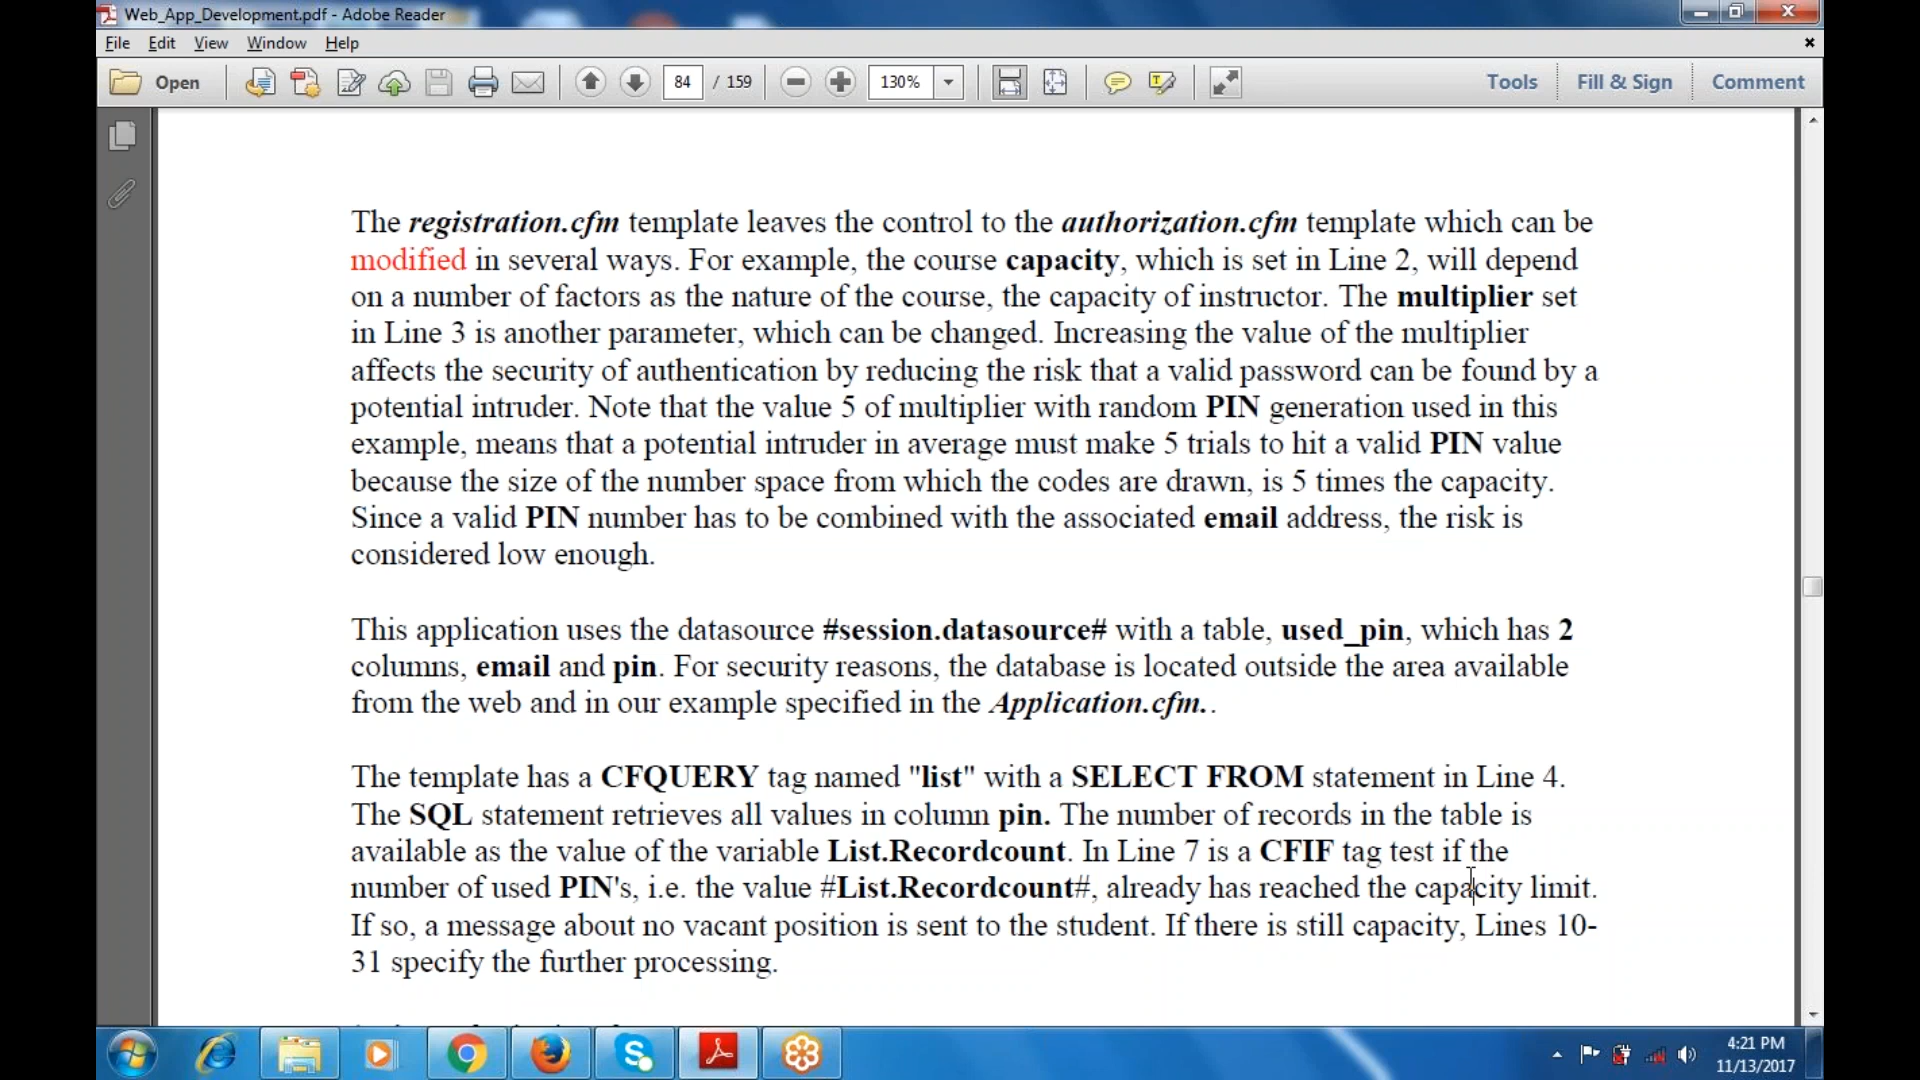 Web_App_Development.pdf - Adobe Reader
File Edit View Window Help
Open 84 / 159 130% Tools Fill & Sign Comment
The registration.cfm template leaves the control to the authorization.cfm template which can be
modified in several ways. For example, the course capacity, which is set in Line 2, will depend
on a number of factors as the nature of the course, the capacity of instructor. The multiplier set
in Line 3 is another parameter, which can be changed. Increasing the value of the multiplier
affects the security of authentication by reducing the risk that a valid password can be found by a
potential intruder. Note that the value 5 of multiplier with random PIN generation used in this
example, means that a potential intruder in average must make 5 trials to hit a valid PIN value
because the size of the number space from which the codes are drawn, is 5 times the capacity.
Since a valid PIN number has to be combined with the associated email address, the risk is
considered low enough.
This application uses the datasource #session.datasource# with a table, used_pin, which has 2
columns, email and pin. For security reasons, the database is located outside the area available
from the web and in our example specified in the Application.cfm. .
The template has a CFQUERY tag named "list" with a SELECT FROM statement in Line 4.
The SQL statement retrieves all values in column pin. The number of records in the table is
available as the value of the variable List.Recordcount. In Line 7 is a CFIF tag test if the
number of used PIN's, i.e. the value #List.Recordcount#, already has reached the capacity limit.
If so, a message about no vacant position is sent to the student. If there is still capacity, Lines 10-
31 specify the further processing.
4:21 PM
11/13/2017